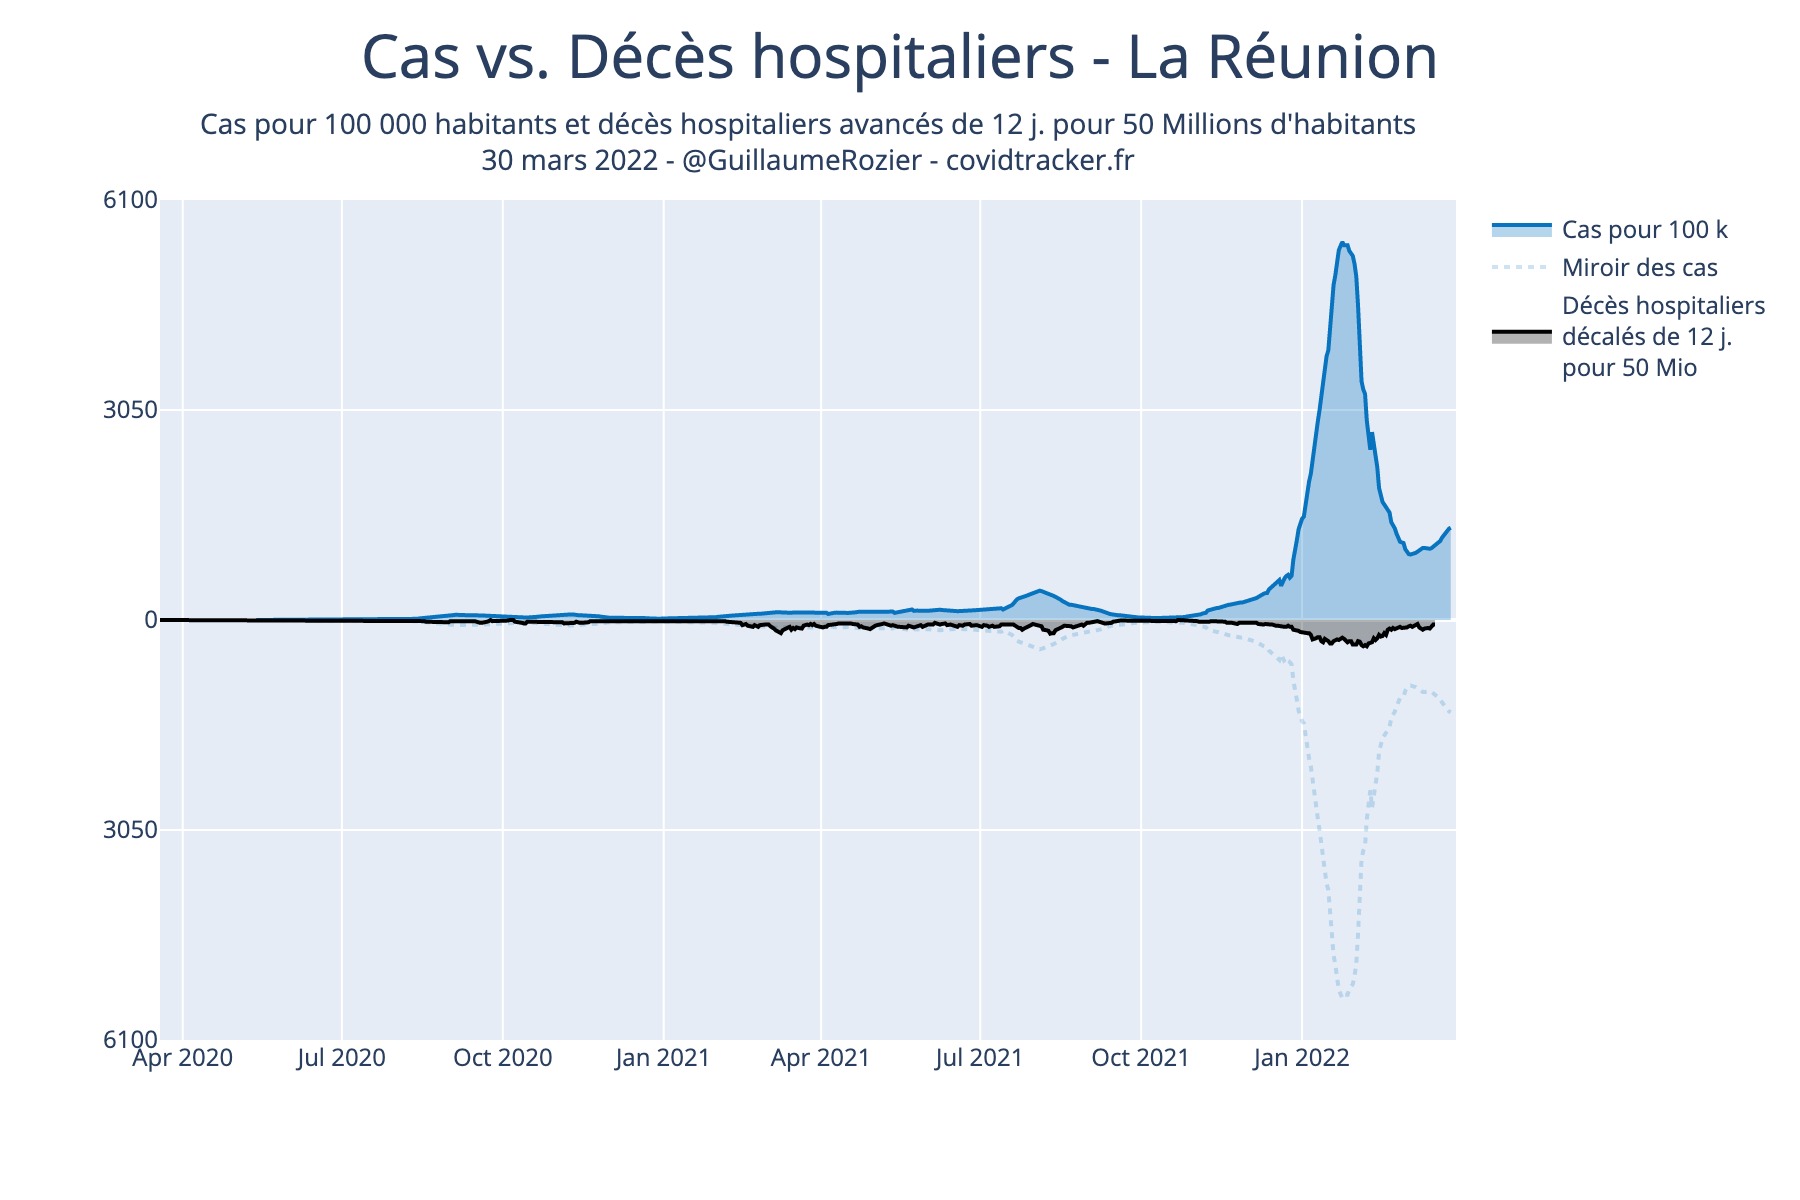 Cas vs. Décès hospitaliers - La Réunion
Cas pour 100 000 habitants et décès hospitaliers avancés de 12 j. pour 50 Millions d'habitants
30 mars 2022 - @GuillaumeRozier - covidtracker.fr
6100
3050
0
3050
6100
Apr 2020
Jul 2020
Oct 2020
Jan 2021
Apr 2021
Jul 2021
Oct 2021
Jan 2022
Cas pour 100 k
Miroir des cas
Décès hospitaliers
décalés de 12 j.
pour 50 Mio